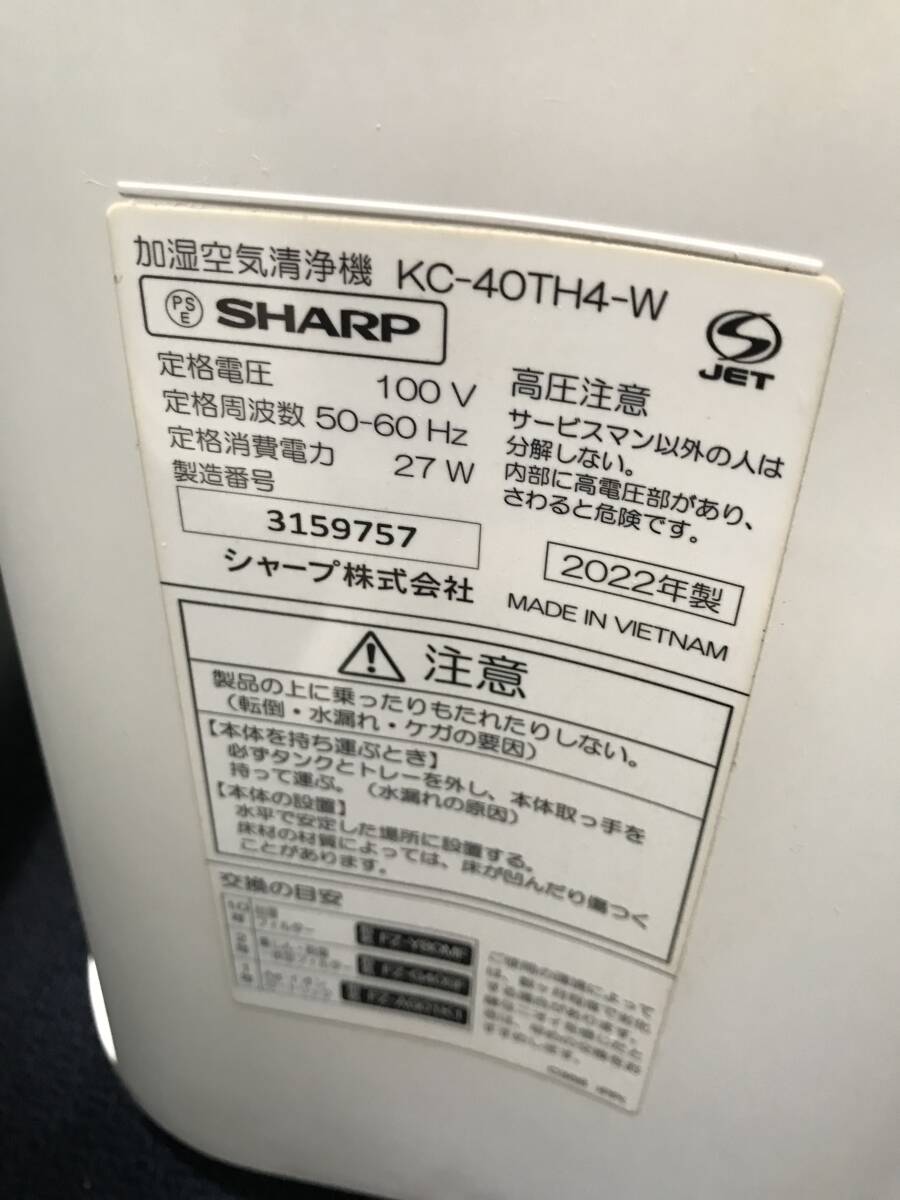 加湿空気清浄機 KC-40TH4-W
PS E SHARP
JET
定格電圧 100 V
定格周波数 50-60 Hz
定格消費電力 27 W
製造番号
3159757
シャープ株式会社
高圧注意
サービスマン以外の人は
分解しない。
内部に高電圧部があり、
さわると危険です。
2022年製
MADE IN VIETNAM
注意
製品の上に乗ったりもたれたりしない。
（転倒・水漏れ・ケガの要因）
【本体を持ち運ぶとき】
必ずタンクとトレーを外し、本体取っ手を
持って運ぶ。（水漏れの原因）
【本体の設置】
水平で安定した場所に設置する。
床材の材質によっては、床が凹んだり傷つく
ことがあります。
交換の目安
フィルター